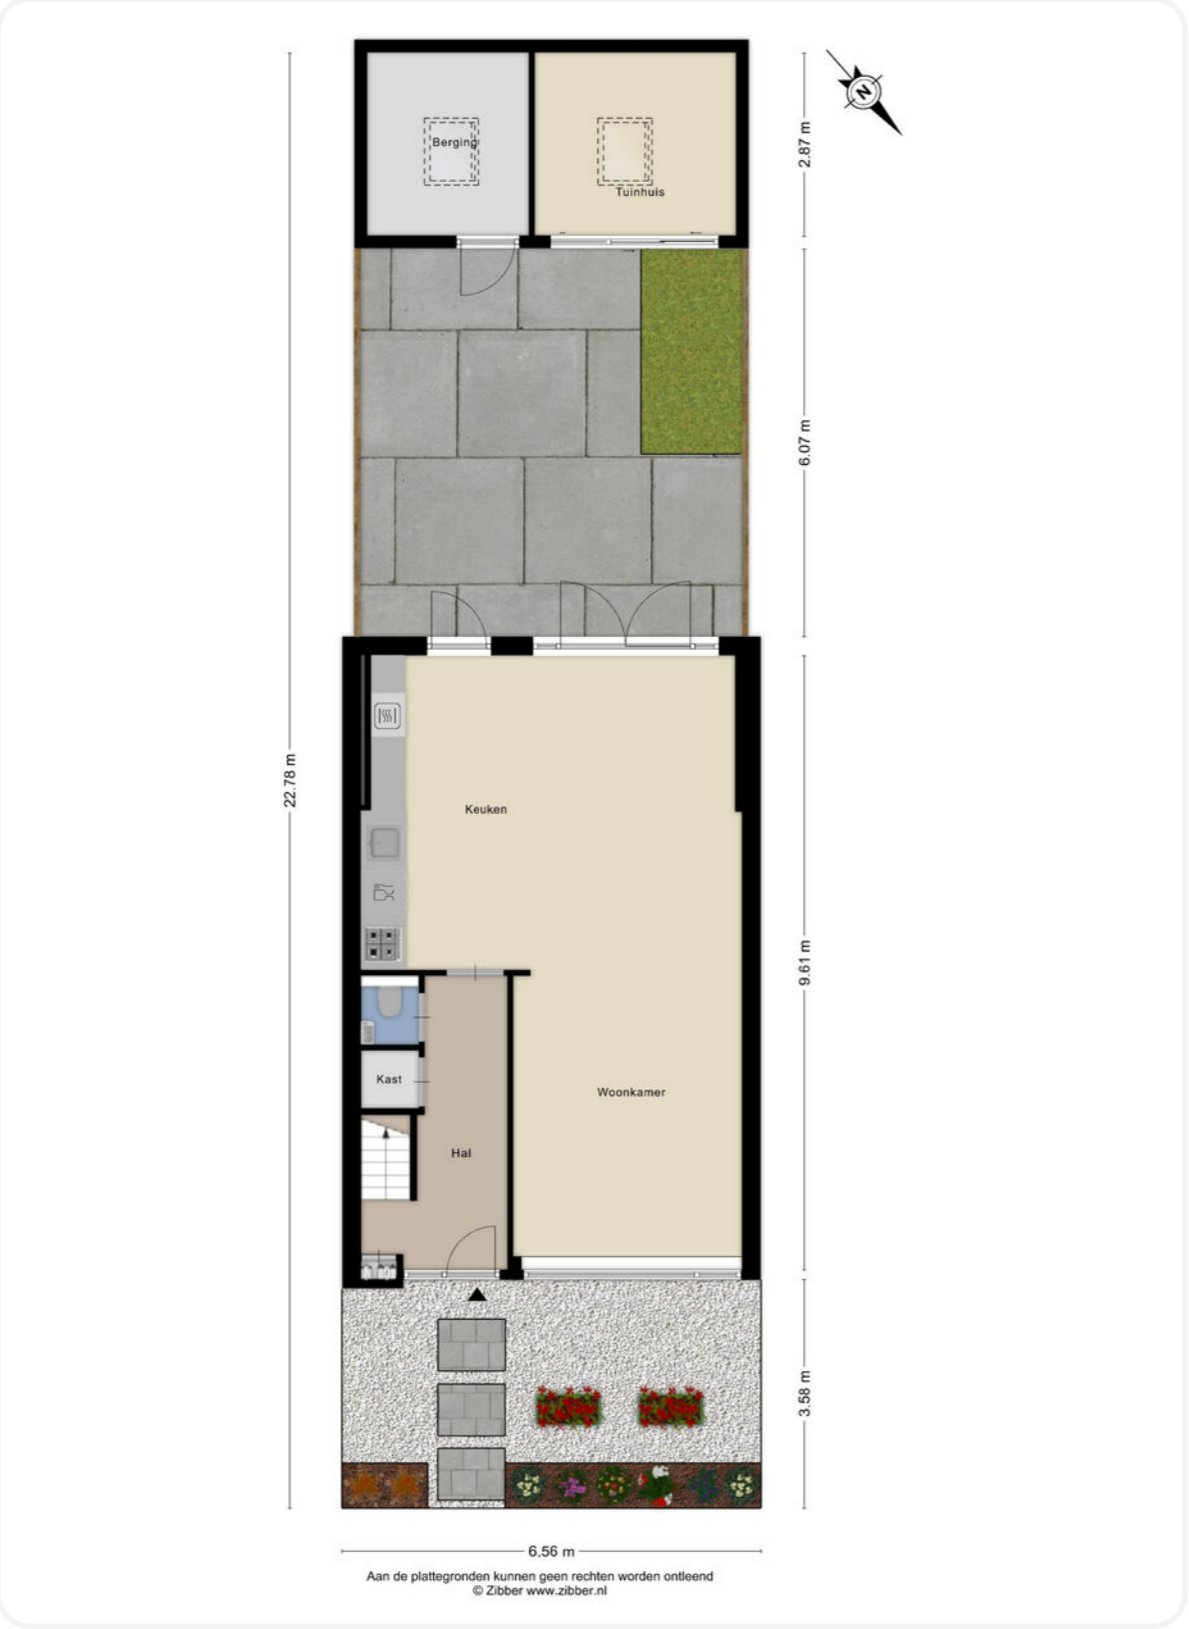 N
2.87 m
Berging
Tuinhuis
6.07 m
22.78 m
Keuken
9.61 m
Kast
Woonkamer
Hal
3.58 m
6.56 m
Aan de plattegronden kunnen geen rechten worden ontleend
© Zibber www.zibber.nl